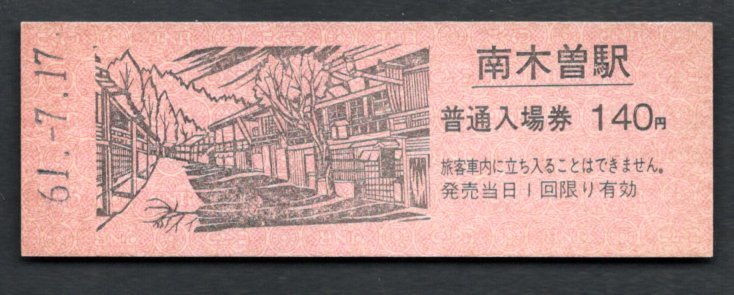 61.-7.17
南木曽駅
普通入場券 140円
旅客車内に立ち入ることはできません。
発売当日1回限り有効